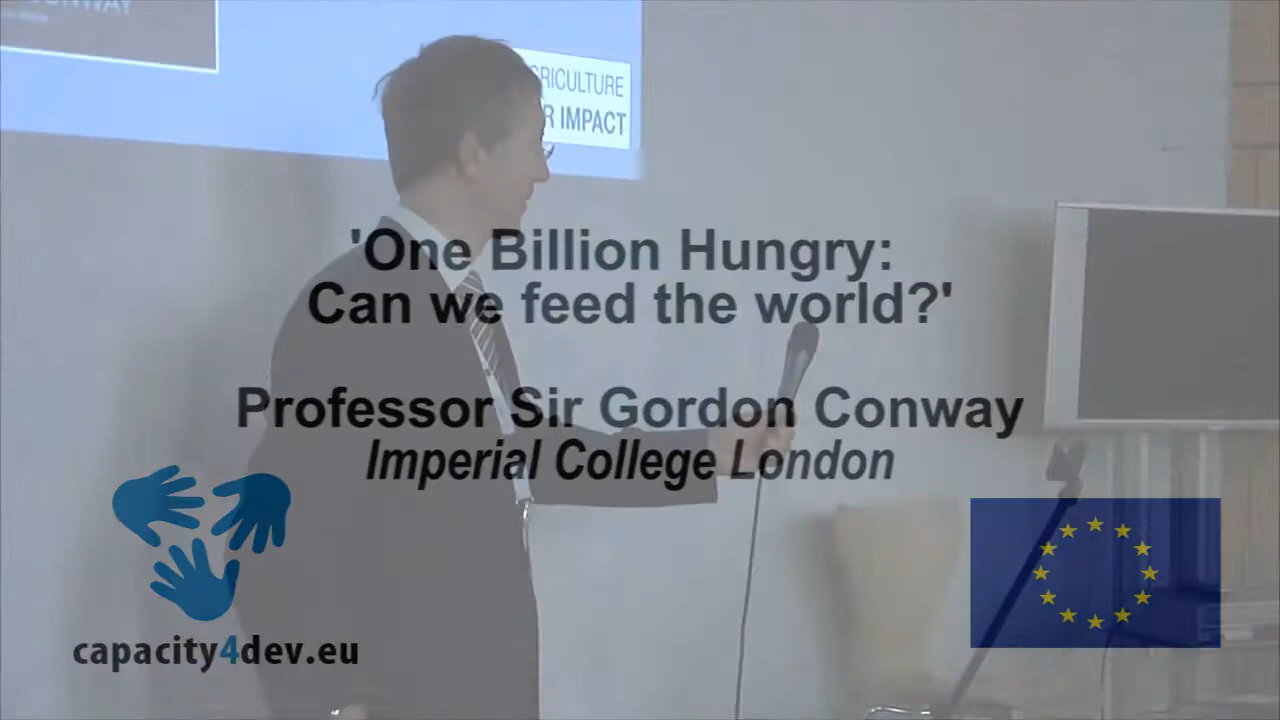 RICULTURE
R IMPACT
'One Billion Hungry:
Can we feed the world?'
Professor Sir Gordon Conway
Imperial College London
capacity4dev.eu